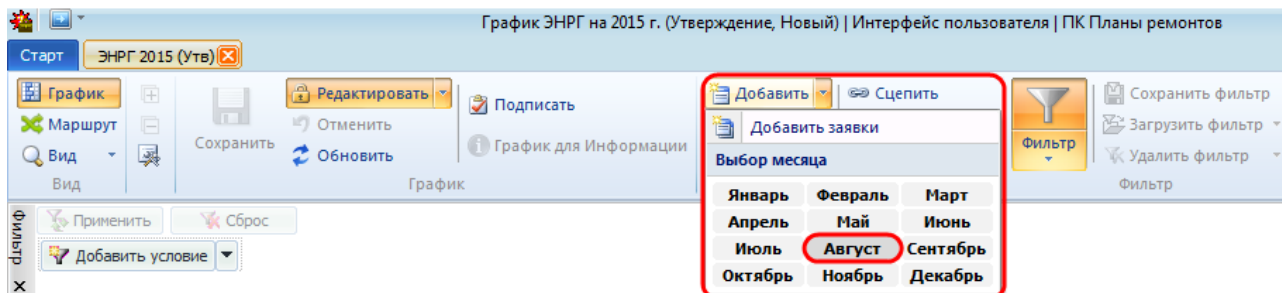 График ЭНРГ на 2015 г. (Утверждение, Новый) | Интерфейс пользователя | ПК Планы ремонтов
Старт ЭНРГ 2015 (Утв)
График
Маршрут
Вид
Вид
Сохранить
Редактировать
Отменить
Обновить
Подписать
График для Информации
График
Добавить Сцепить
Добавить заявки
Выбор месяца
Январь Февраль Март
Апрель Май Июнь
Июль Август Сентябрь
Октябрь Ноябрь Декабрь
Фильтр
Сохранить фильтр
Загрузить фильтр
Удалить фильтр
Фильтр
Фильтр
Применить Сброс
Добавить условие